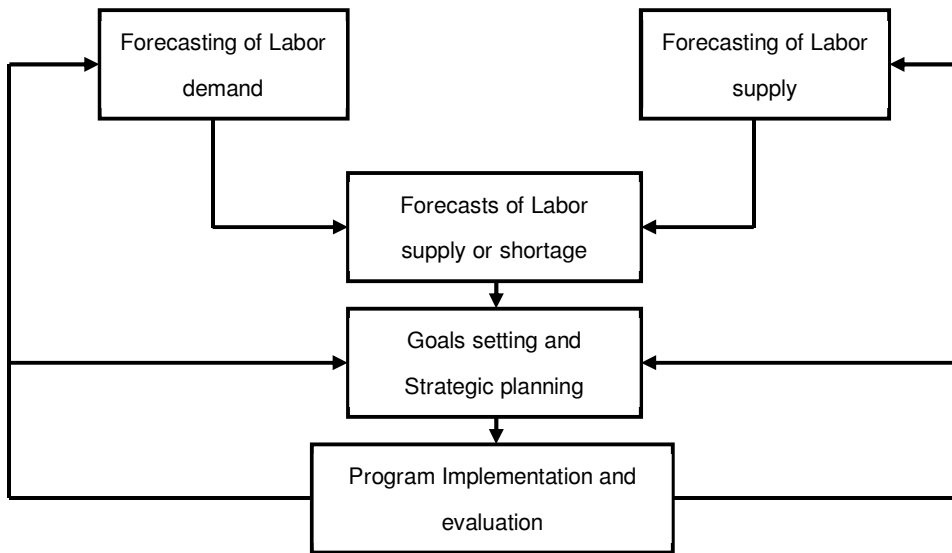 Forecasting of Labor
demand
Forecasting of Labor
supply
Forecasts of Labor
supply or shortage
Goals setting and
Strategic planning
Program Implementation and
evaluation